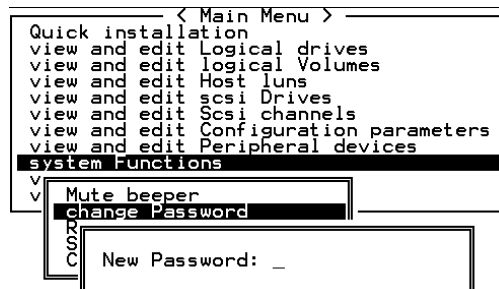 < Main Menu >
Quick installation
view and edit Logical drives
view and edit logical Volumes
view and edit Host luns
view and edit scsi Drives
view and edit Scsi channels
view and edit Configuration parameters
view and edit Peripheral devices
system Functions
v
v
Mute beeper
change Password
R
S
C
New Password: _